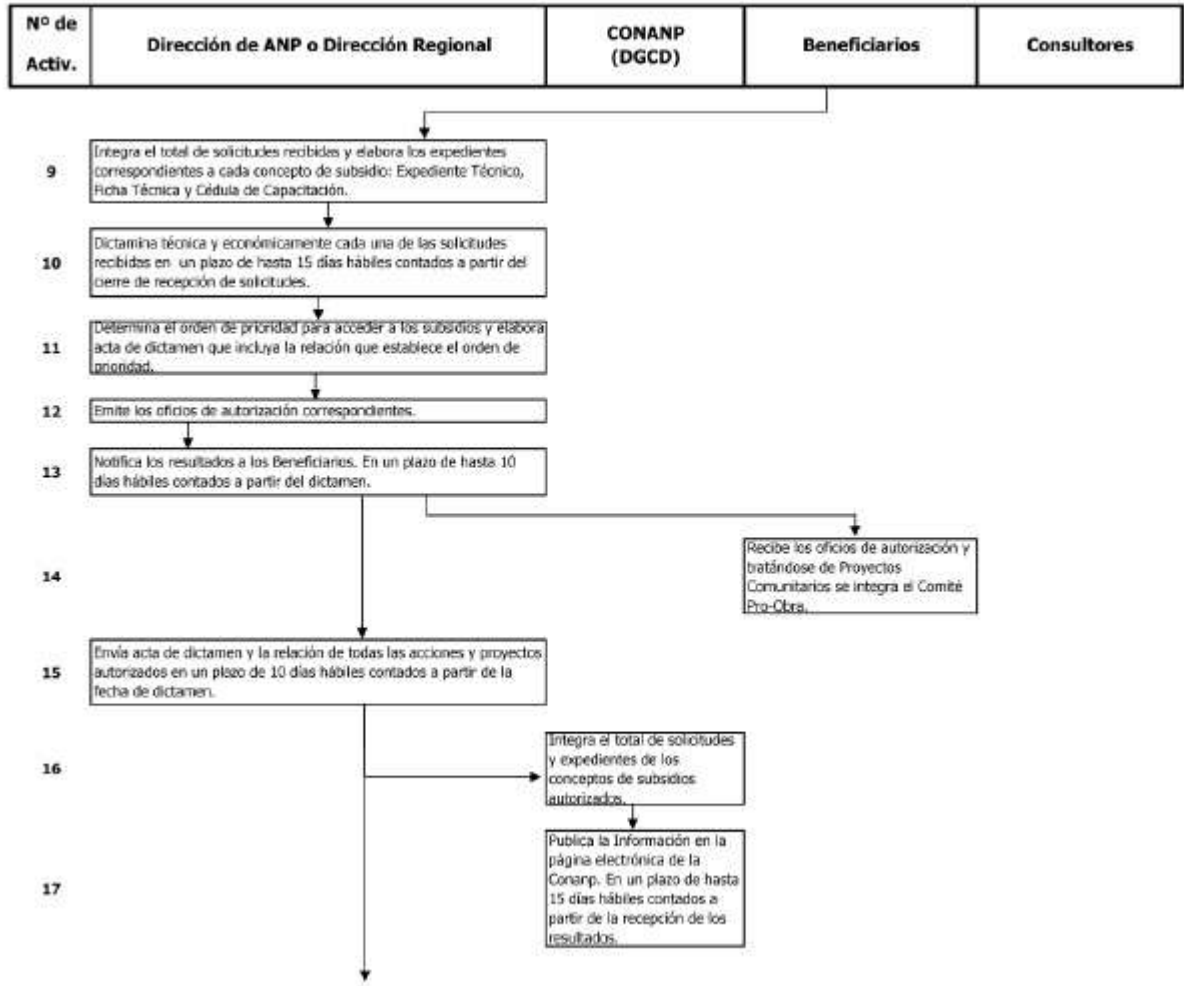 Nº de
Activ.
Dirección de ANP o Dirección Regional
CONANP
(DGCD)
Beneficiarios
Consultores
9
Integra el total de solicitudes recibidas y elabora los expedientes
correspondientes a cada concepto de subsidio: Expediente Técnico,
Ficha Técnica y Cédula de Capacitación.
10
Dictamina técnica y económicamente cada una de las solicitudes
recibidas en un plazo de hasta 15 días hábiles contados a partir del
cierre de recepción de solicitudes.
11
Determina el orden de prioridad para acceder a los subsidios y elabora
acta de dictamen que incluya la relación que establece el orden de
prioridad.
12
Emite los oficios de autorización correspondientes.
13
Notifica los resultados a los Beneficiarios. En un plazo de hasta 10
días hábiles contados a partir del dictamen.
14
Recibe los oficios de autorización y
tratándose de Proyectos
Comunitarios se integra el Comité
Pro-Obra.
15
Envía acta de dictamen y la relación de todas las acciones y proyectos
autorizados en un plazo de 10 días hábiles contados a partir de la
fecha de dictamen.
16
Integra el total de solicitudes
y expedientes de los
conceptos de subsidios
autorizados.
17
Publica la Información en la
página electrónica de la
Conanp. En un plazo de hasta
15 días hábiles contados a
partir de la recepción de los
resultados.